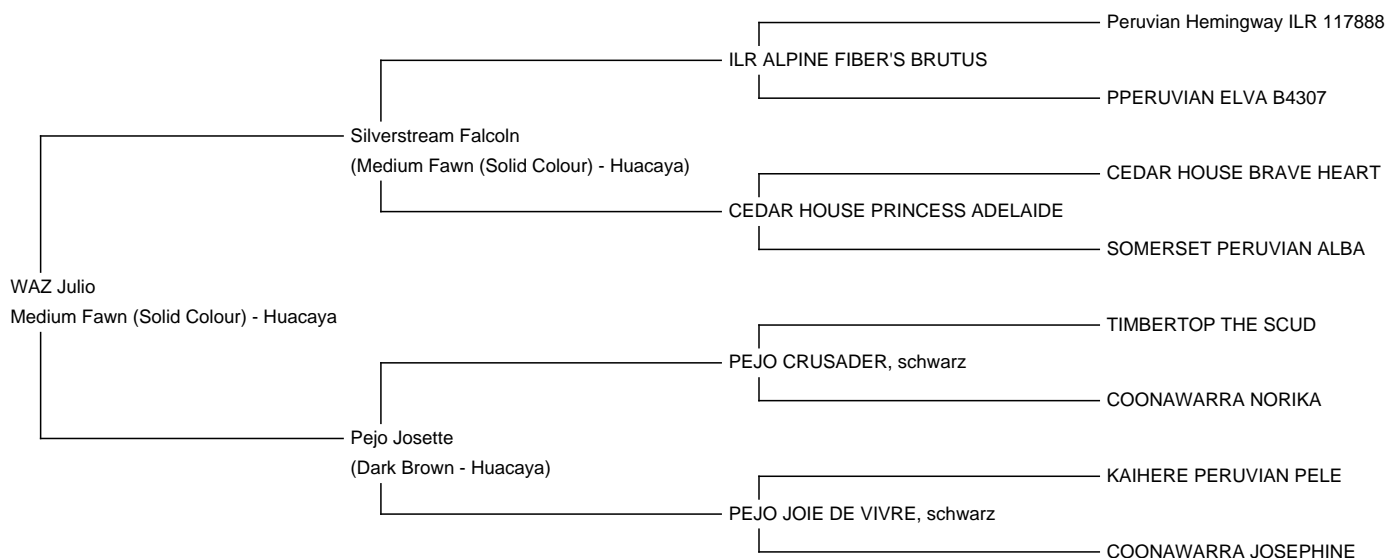 Peruvian Hemingway ILR 117888
ILR ALPINE FIBER'S BRUTUS
PPERUVIAN ELVA B4307
Silverstream Falcoln
(Medium Fawn (Solid Colour) - Huacaya)
CEDAR HOUSE BRAVE HEART
CEDAR HOUSE PRINCESS ADELAIDE
SOMERSET PERUVIAN ALBA
WAZ Julio
Medium Fawn (Solid Colour) - Huacaya
TIMBERTOP THE SCUD
PEJO CRUSADER, schwarz
COONAWARRA NORIKA
Pejo Josette
(Dark Brown - Huacaya)
KAIHERE PERUVIAN PELE
PEJO JOIE DE VIVRE, schwarz
COONAWARRA JOSEPHINE